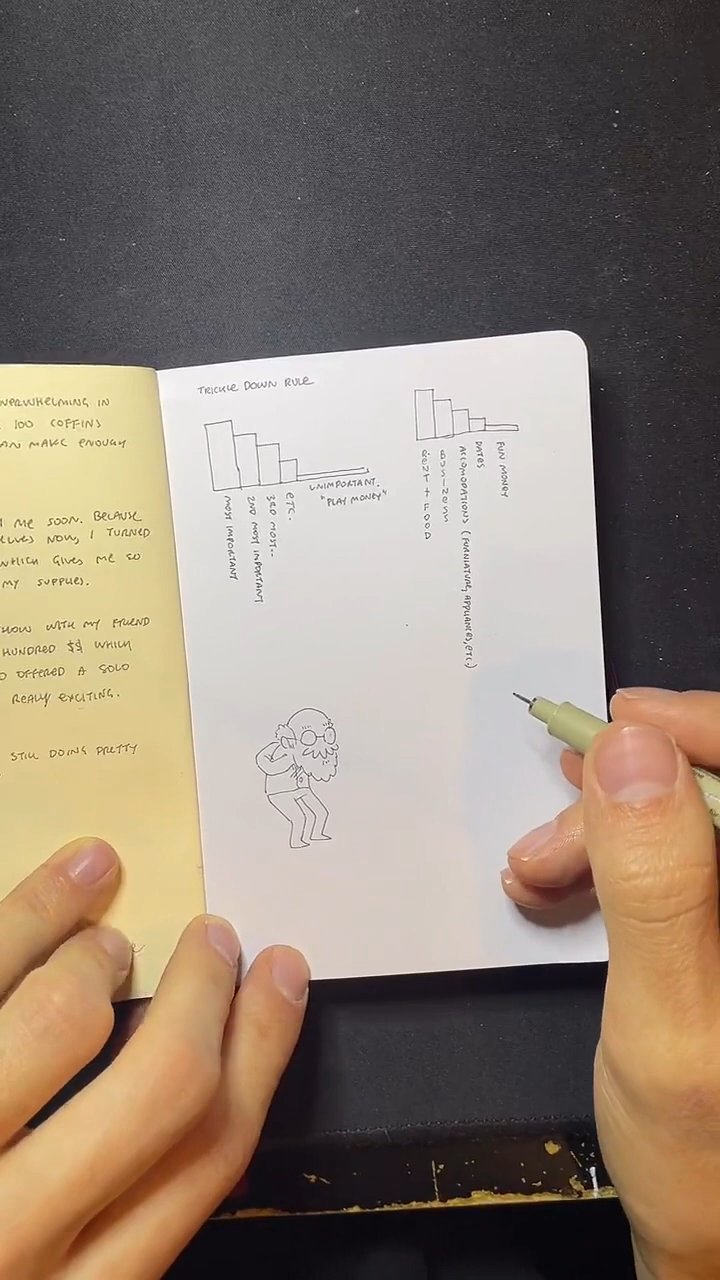 OVERWHELMING IN
100 COFFINS
AN MAKE ENOUGH
ME SOON. BECAUSE
NOW, I TURNED
WHICH GIVES ME SO
MY SUPPLIES.
SHOW WITH MY FRIEND
HUNDRED $$ WHICH
OFFERED A SOLO
REALLY EXCITING.
STILL DOING PRETTY
TRICKLE DOWN RULE
MOST IMPORTANT
2ND MOST IMPORTANT
3RD MOST..
ETC.
UNIMPORTANT.
"PLAY MONEY"
RENT + FOOD
BUSINESS
ACCOMODATIONS (FURNIATURE, APPLIANCES, ETC)
DATES
FUN MONEY